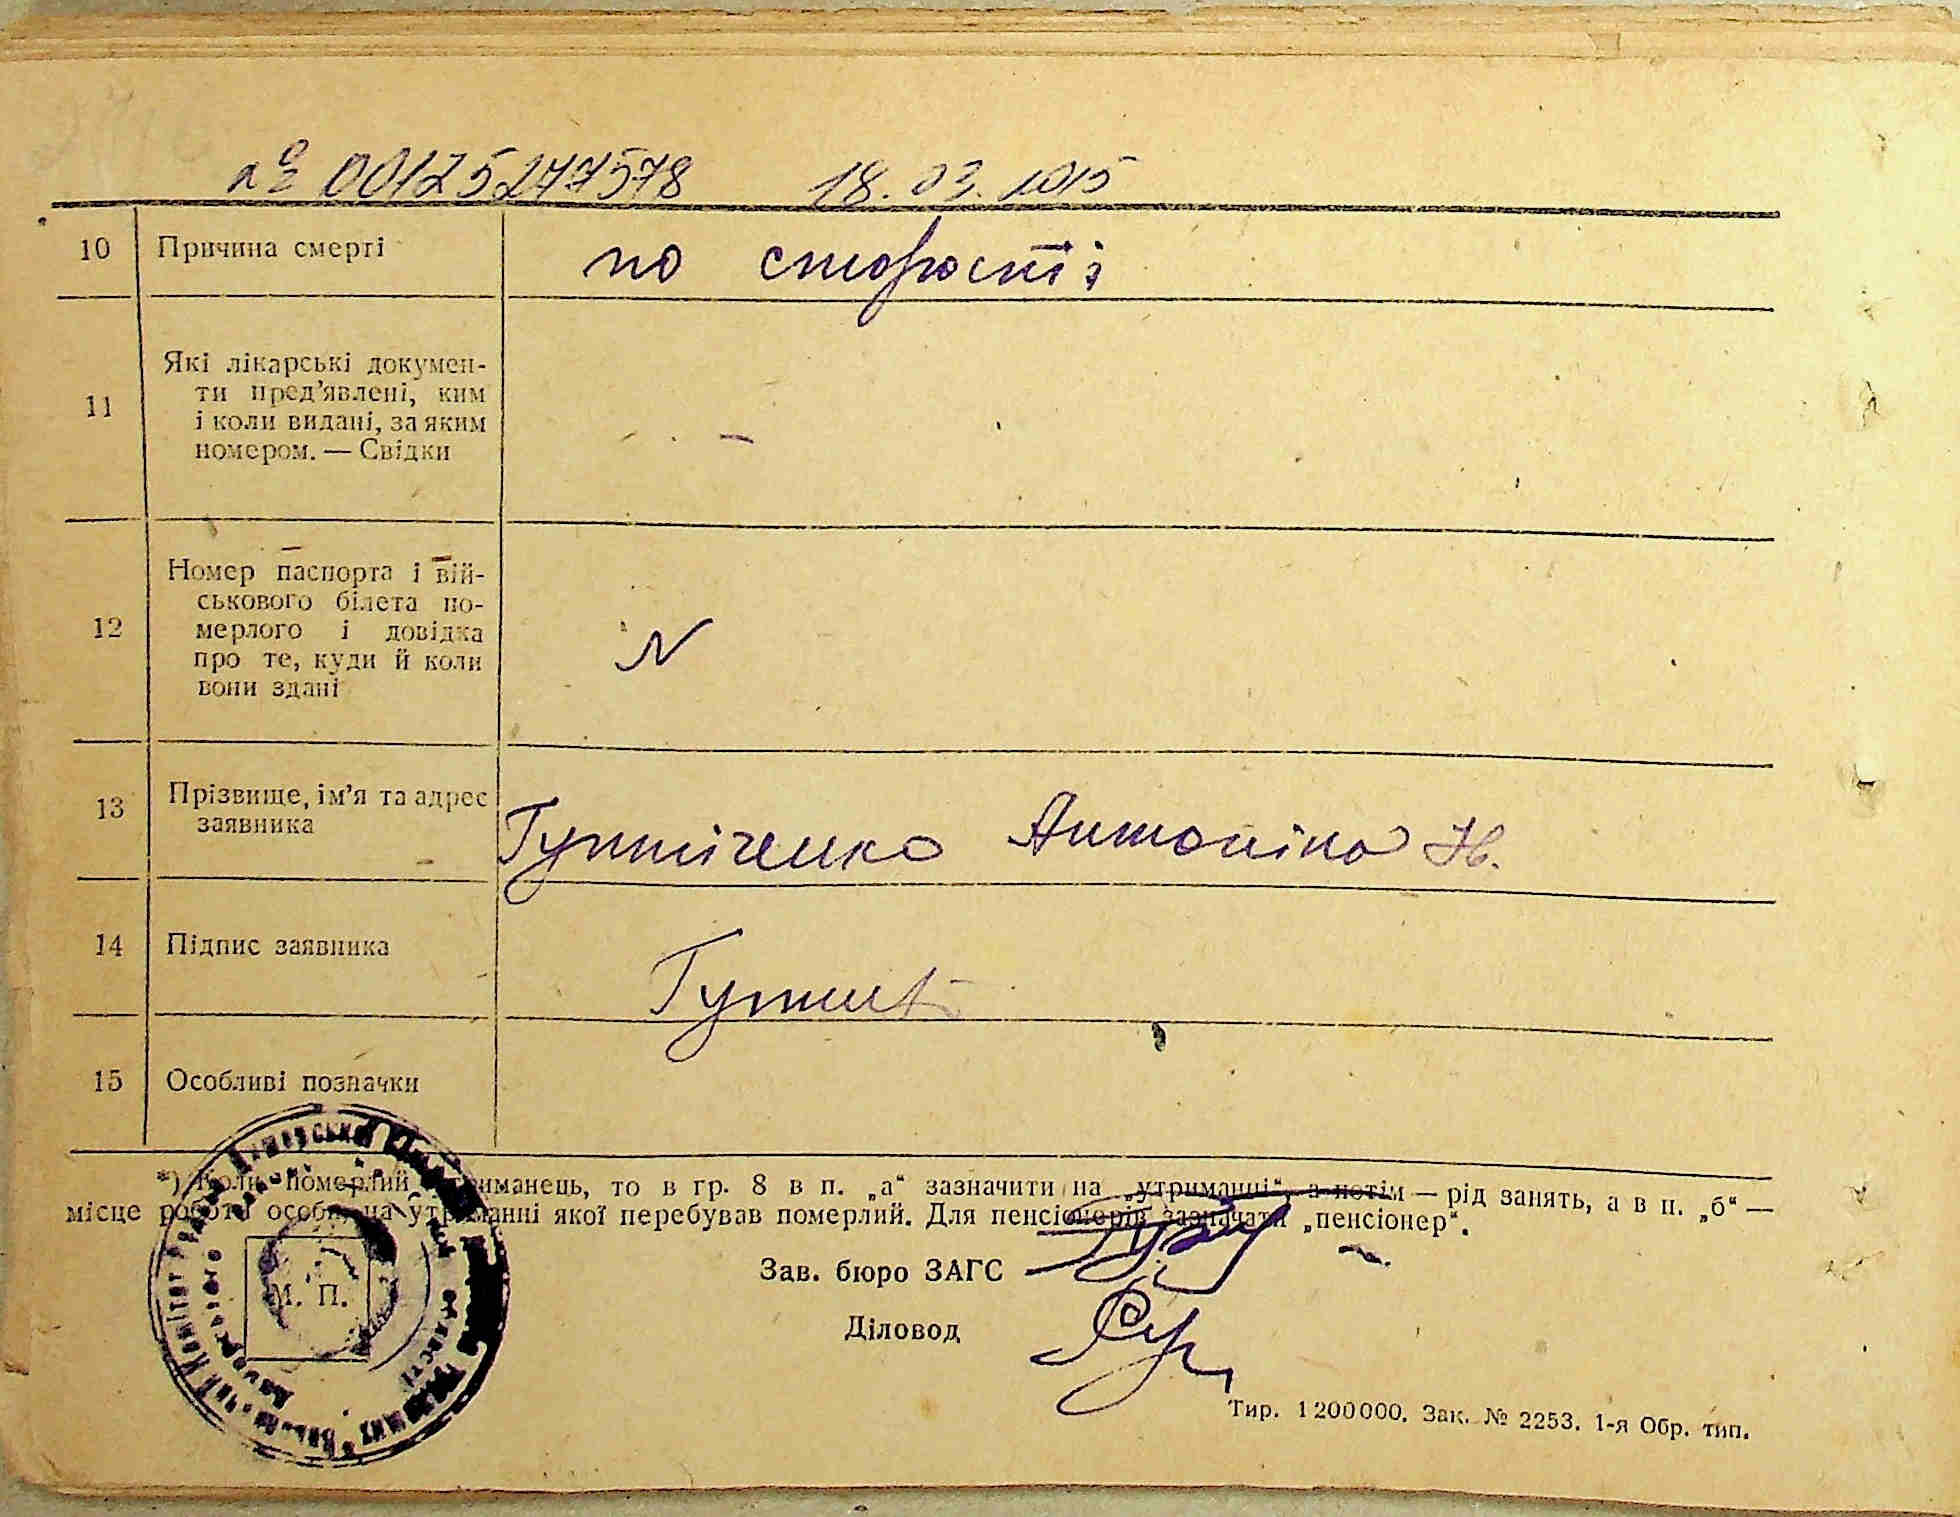 № 00125277578 18.03.2015
10 Причина смерті по старості
11 Які лікарські докумен-
ти пред’явлені, ким
і коли видані, за яким
номером. — Свідки —
12 Номер паспорта і вій-
ськового білета по-
мерлого і довідка
про те, куди й коли
вони здані
13 Прізвище, ім’я та адрес
заявника
Антоніна
14 Підпис заявника
15 Особливі позначки
*) Коли померлий утриманець, то в гр. 8 в п. „а“ зазначити на „утриманні“, а потім — рід занять, а в п. „б“ —
місце роботи особи, на утриманні якої перебував померлий. Для пенсіонерів зазначати „пенсіонер“.
Зав. бюро ЗАГС
М. П.
Діловод
Тир. 1200000. Зак. № 2253. 1-я Обр. тип.